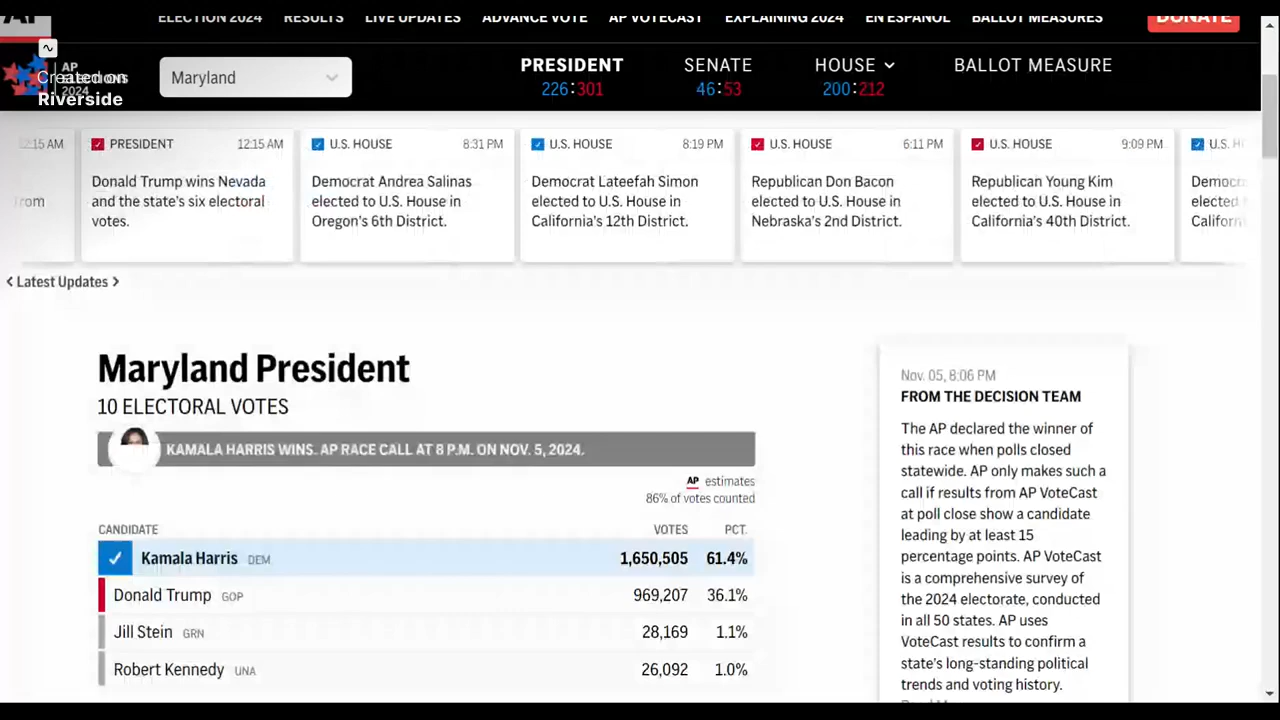 ELECTION 2024 RESULTS LIVE UPDATES ADVANCE VOTE AP VOTECAST EXPLAINING 2024 EN ESPAÑOL BALLOT MEASURES DONATE
AP
2024
Created on
Riverside
Maryland
PRESIDENT
226:301
SENATE
46:53
HOUSE
200:212
BALLOT MEASURE
12:15 AM
from
PRESIDENT 12:15 AM
Donald Trump wins Nevada
and the state's six electoral
votes.
U.S. HOUSE 8:31 PM
Democrat Andrea Salinas
elected to U.S. House in
Oregon's 6th District.
U.S. HOUSE 8:19 PM
Democrat Lateefah Simon
elected to U.S. House in
California's 12th District.
U.S. HOUSE 6:11 PM
Republican Don Bacon
elected to U.S. House in
Nebraska's 2nd District.
U.S. HOUSE 9:09 PM
Republican Young Kim
elected to U.S. House in
California's 40th District.
U.S. H
Democra
elected
Californ
Latest Updates
Maryland President
10 ELECTORAL VOTES
KAMALA HARRIS WINS. AP RACE CALL AT 8 P.M. ON NOV. 5, 2024.
AP estimates
86% of votes counted
CANDIDATE VOTES PCT.
Kamala Harris DEM 1,650,505 61.4%
Donald Trump GOP 969,207 36.1%
Jill Stein GRN 28,169 1.1%
Robert Kennedy UNA 26,092 1.0%
Nov. 05, 8:06 PM
FROM THE DECISION TEAM
The AP declared the winner of
this race when polls closed
statewide. AP only makes such a
call if results from AP VoteCast
at poll close show a candidate
leading by at least 15
percentage points. AP VoteCast
is a comprehensive survey of
the 2024 electorate, conducted
in all 50 states. AP uses
VoteCast results to confirm a
state's long-standing political
trends and voting history.